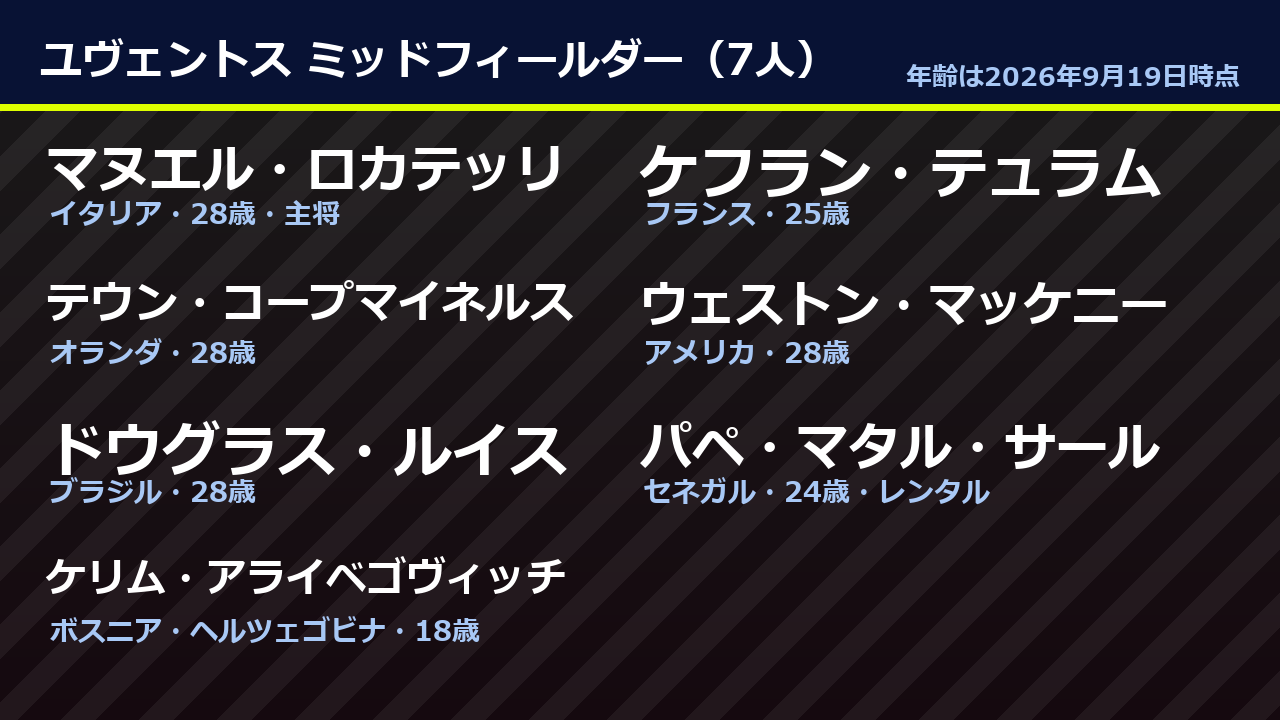 ユヴェントス ミッドフィールダー（7人）
年齢は2026年9月19日時点
マヌエル・ロカテッリ
イタリア・28歳・主将
ケフラン・テュラム
フランス・25歳
テウン・コープマイネルス
オランダ・28歳
ウェストン・マッケニー
アメリカ・28歳
ドウグラス・ルイス
ブラジル・28歳
パペ・マタル・サール
セネガル・24歳・レンタル
ケリム・アライベゴヴィッチ
ボスニア・ヘルツェゴビナ・18歳